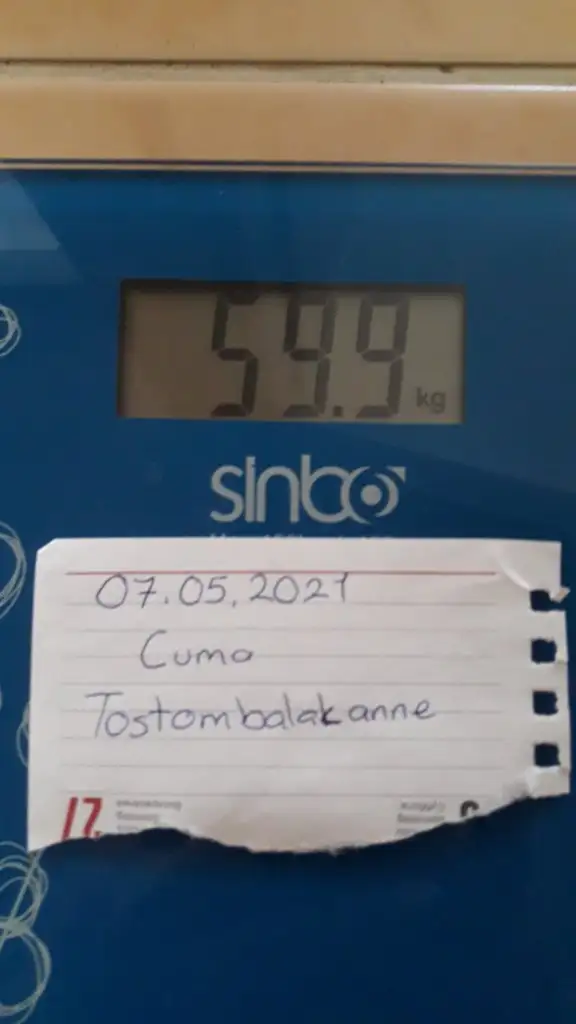 59.9 kg
sinbo
07.05.2021
Cuma
Tostombalakanne
17